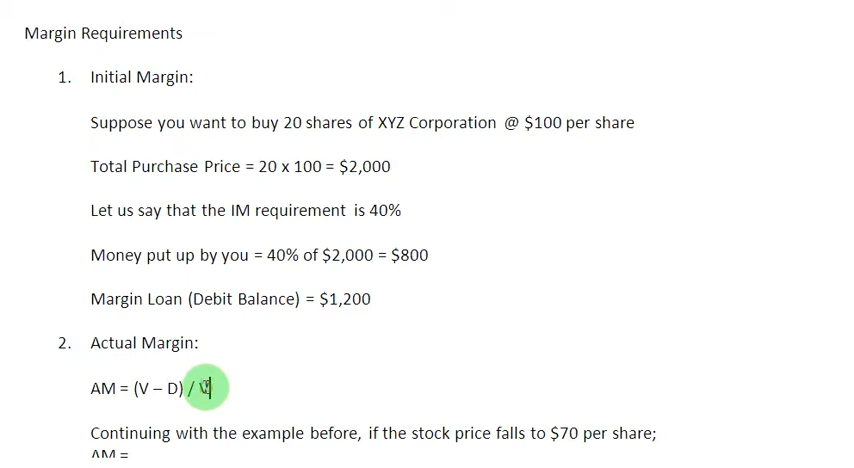 Margin Requirements
1. Initial Margin:
Suppose you want to buy 20 shares of XYZ Corporation @ $100 per share
Total Purchase Price = 20 x 100 = $2,000
Let us say that the IM requirement is 40%
Money put up by you = 40% of $2,000 = $800
Margin Loan (Debit Balance) = $1,200
2. Actual Margin:
AM = (V – D) / V
Continuing with the example before, if the stock price falls to $70 per share;
AM =